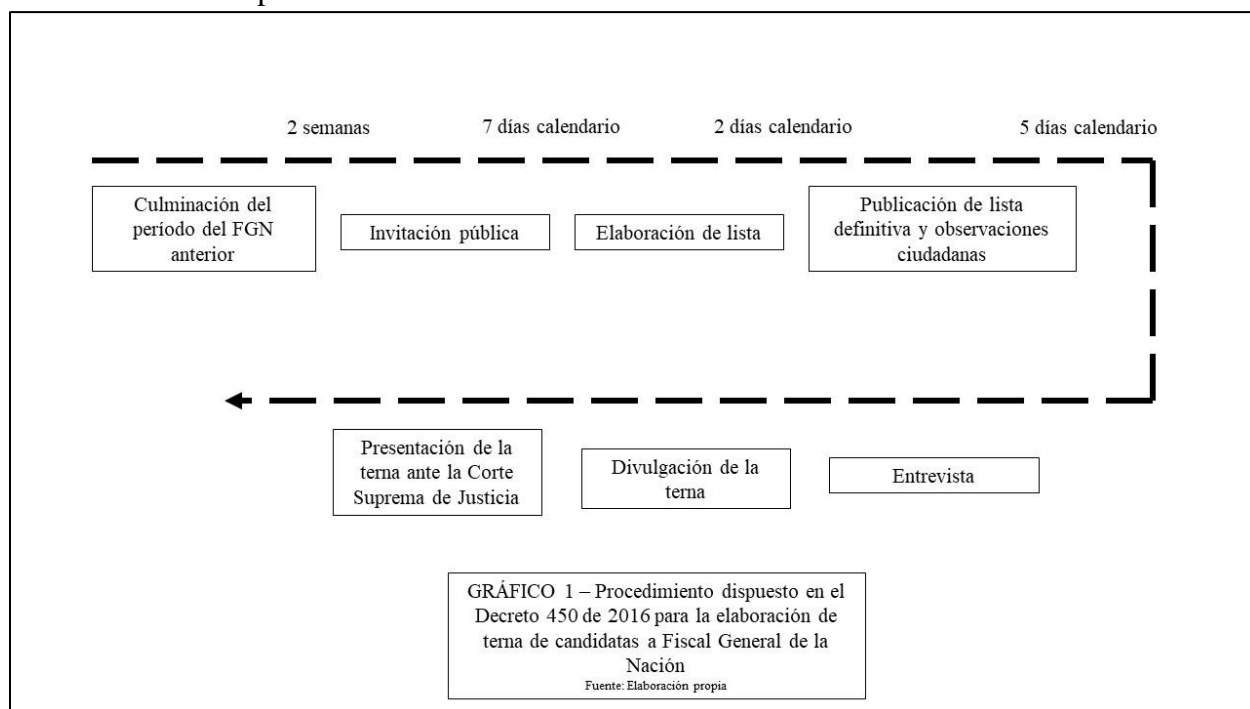 2 semanas
7 días calendario
2 días calendario
5 días calendario
Culminación del
período del FGN
anterior
Invitación pública
Elaboración de lista
Publicación de lista
definitiva y observaciones
ciudadanas
Presentación de la
terna ante la Corte
Suprema de Justicia
Divulgación de la
terna
Entrevista
GRÁFICO 1 – Procedimiento dispuesto en el
Decreto 450 de 2016 para la elaboración de
terna de candidatas a Fiscal General de la
Nación
Fuente: Elaboración propia